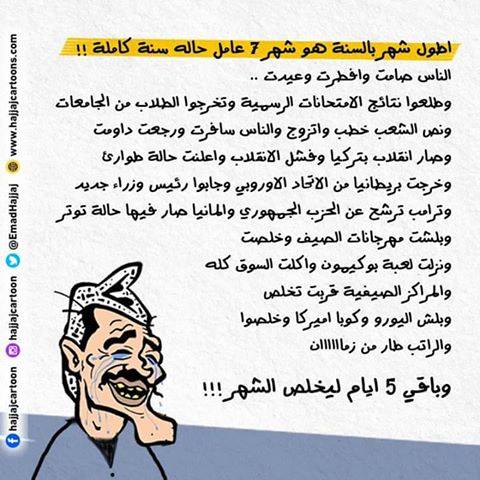 اطول شهر بالسنة هو شهر 7 عامل حاله سنة كاملة !!
الناس صامت وافطرت وعيدت ..
وطلعوا نتائج الامتحانات الرسمية وتخرجوا الطلاب من الجامعات
ونص الشعب خطب واتزوج والناس سافرت ورجعت داومت
وصار انقلاب بتركيا وفشل الانقلاب واعلنت حالة طوارئ
وخرجت بريطانيا من الاتحاد الاوروبي وجابوا رئيس وزراء جديد
وترامب ترشح عن الحزب الجمهوري والمانيا صار فيها حالة توتر
وبلشت مهرجانات الصيف وخلصت
ونزلت لعبة بوكيمون واكلت السوق كله
والمراكز الصيفية قربت تخلص
وبلش اليورو وكوبا اميركا وخلصوا
والراتب طار من زماااااان
وباقي 5 ايام ليخلص الشهر !!!
www.hajjajcartoons.com
@EmadHajjaj
hajjajcartoon
hajjajcartoon